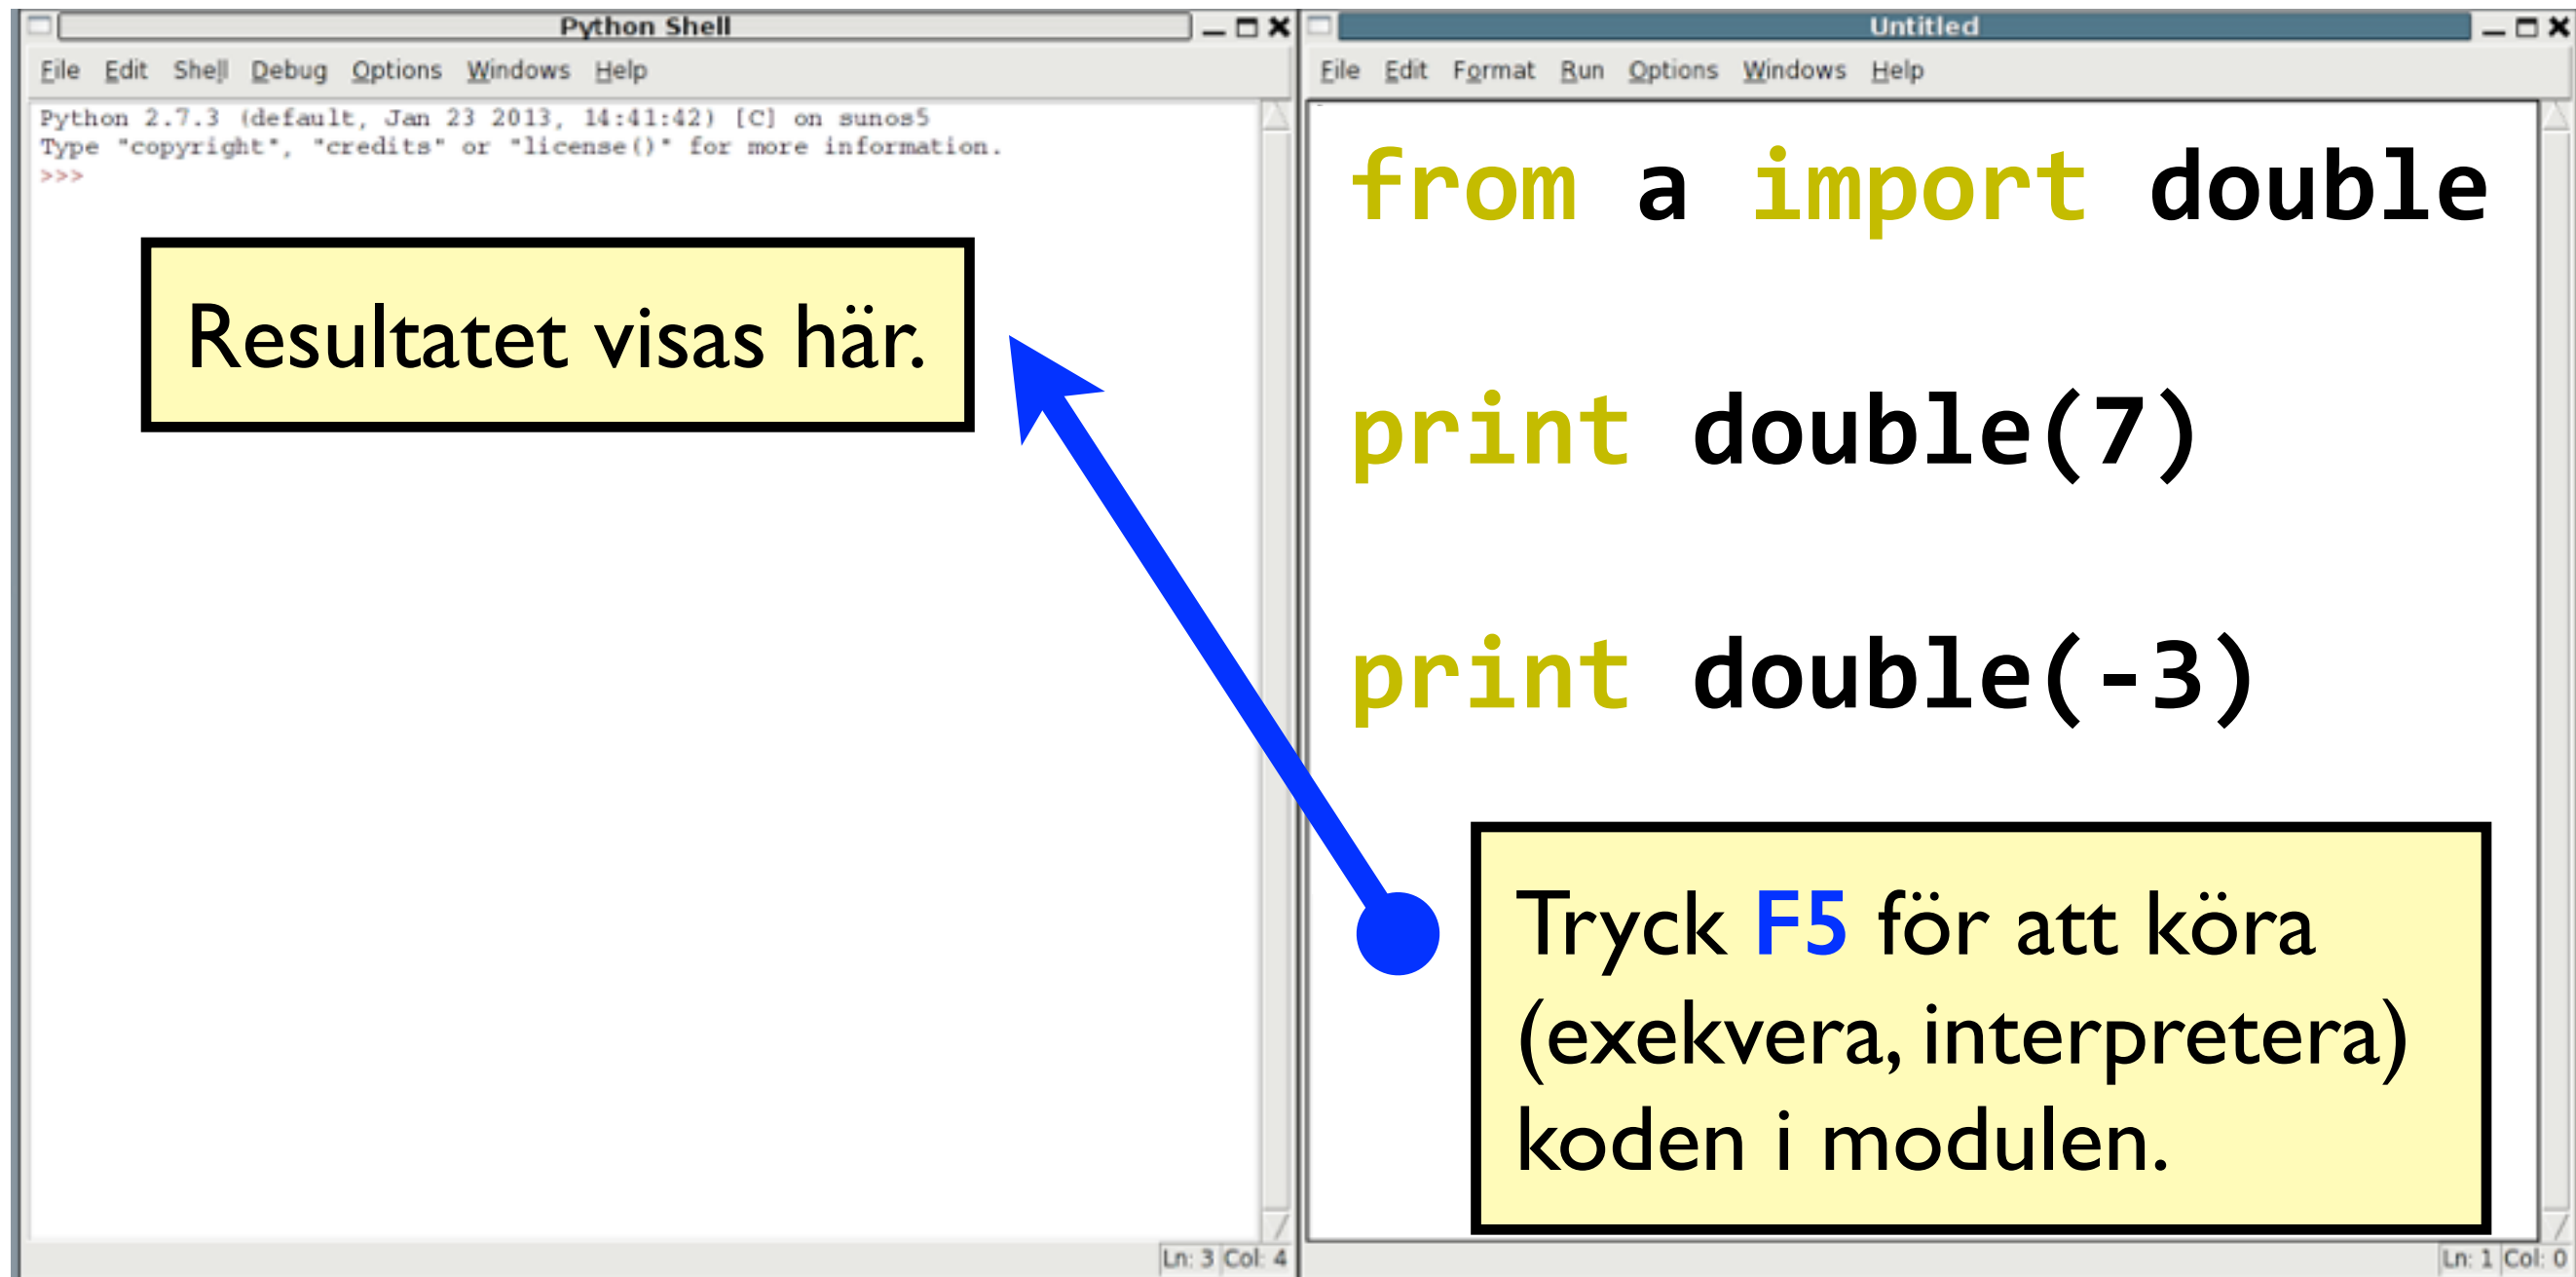 Python Shell
File Edit Shell Debug Options Windows Help
Python 2.7.3 (default, Jan 23 2013, 14:41:42) [C] on sunos5
Type "copyright", "credits" or "license()" for more information.
>>>
Resultatet visas här.
Ln: 3 Col: 4
Untitled
File Edit Format Run Options Windows Help
from a import double
print double(7)
print double(-3)
Tryck F5 för att köra
(exekvera, interpretera)
koden i modulen.
Ln: 1 Col: 0